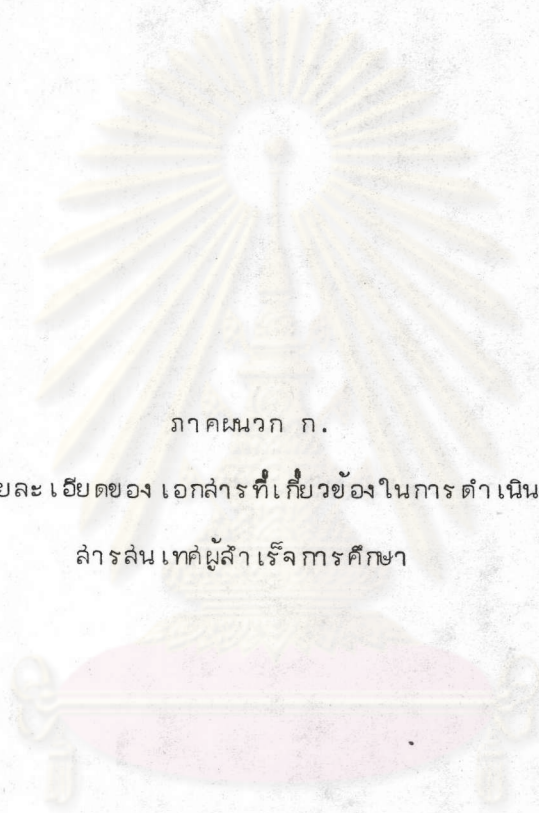 ภาคผนวก ก.
ยละเอียดของเอกสารที่เกี่ยวข้องในการดำเนิน
สารสนเทศผู้สำเร็จการศึกษา